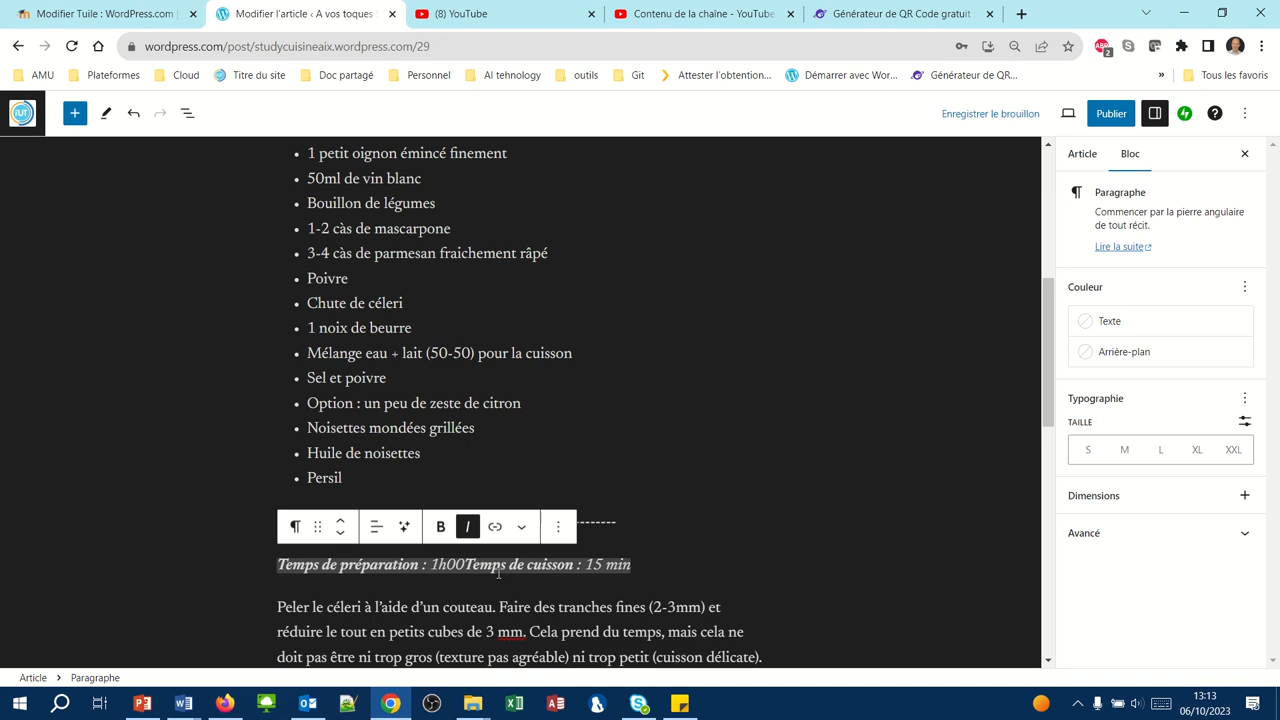 Modifier Tuile : WordPress.com
Modifier l'article « A vos toques !
(8) YouTube
Contenu de la chaîne - YouTube
Générateur de QR Code gratuit :
wordpress.com/post/studycuisineaix.wordpress.com/29
AMU
Plateformes
Cloud
Titre du site
Doc partagé
Personnel
AI tehnology
outils
Git
Attester l'obtention...
Démarrer avec Wor...
Générateur de QR...
»
Tous les favoris
Enregistrer le brouillon
Publier
1 petit oignon émincé finement
50ml de vin blanc
Bouillon de légumes
1-2 càs de mascarpone
3-4 càs de parmesan fraichement râpé
Poivre
Chute de céleri
1 noix de beurre
Mélange eau + lait (50-50) pour la cuisson
Sel et poivre
Option : un peu de zeste de citron
Noisettes mondées grillées
Huile de noisettes
Persil
Temps de préparation : 1h00Temps de cuisson : 15 min
Peler le céleri à l'aide d'un couteau. Faire des tranches fines (2-3mm) et
réduire le tout en petits cubes de 3 mm. Cela prend du temps, mais cela ne
doit pas être ni trop gros (texture pas agréable) ni trop petit (cuisson délicate).
Article
Bloc
Paragraphe
Commencer par la pierre angulaire
de tout récit.
Lire la suite
Couleur
Texte
Arrière-plan
Typographie
TAILLE
S M L XL XXL
Dimensions
Avancé
Article › Paragraphe
13:13
06/10/2023